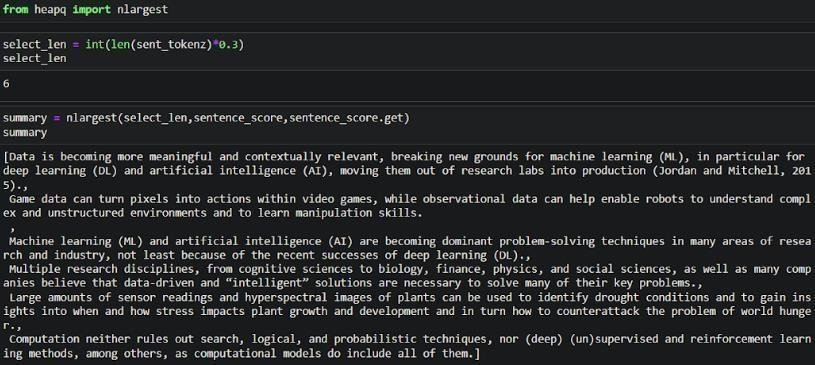 from heapq import nlargest
select_len = int(len(sent_tokenz)*0.3)
select_len
6
summary = nlargest(select_len,sentence_score,sentence_score.get)
summary
[Data is becoming more meaningful and contextually relevant, breaking new grounds for machine learning (ML), in particular for
deep learning (DL) and artificial intelligence (AI), moving them out of research labs into production (Jordan and Mitchell, 201
5).,
Game data can turn pixels into actions within video games, while observational data can help enable robots to understand compl
ex and unstructured environments and to learn manipulation skills.
,
Machine learning (ML) and artificial intelligence (AI) are becoming dominant problem-solving techniques in many areas of resea
rch and industry, not least because of the recent successes of deep learning (DL).,
Multiple research disciplines, from cognitive sciences to biology, finance, physics, and social sciences, as well as many comp
anies believe that data-driven and “intelligent” solutions are necessary to solve many of their key problems.,
Large amounts of sensor readings and hyperspectral images of plants can be used to identify drought conditions and to gain ins
ights into when and how stress impacts plant growth and development and in turn how to counterattack the problem of world hunge
r.,
Computation neither rules out search, logical, and probabilistic techniques, nor (deep) (un)supervised and reinforcement learn
ing methods, among others, as computational models do include all of them.]